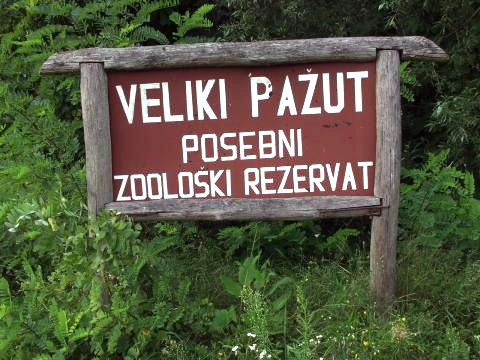 VELIKI PAŽUT
POSEBNI
ZOOLOŠKI REZERVAT